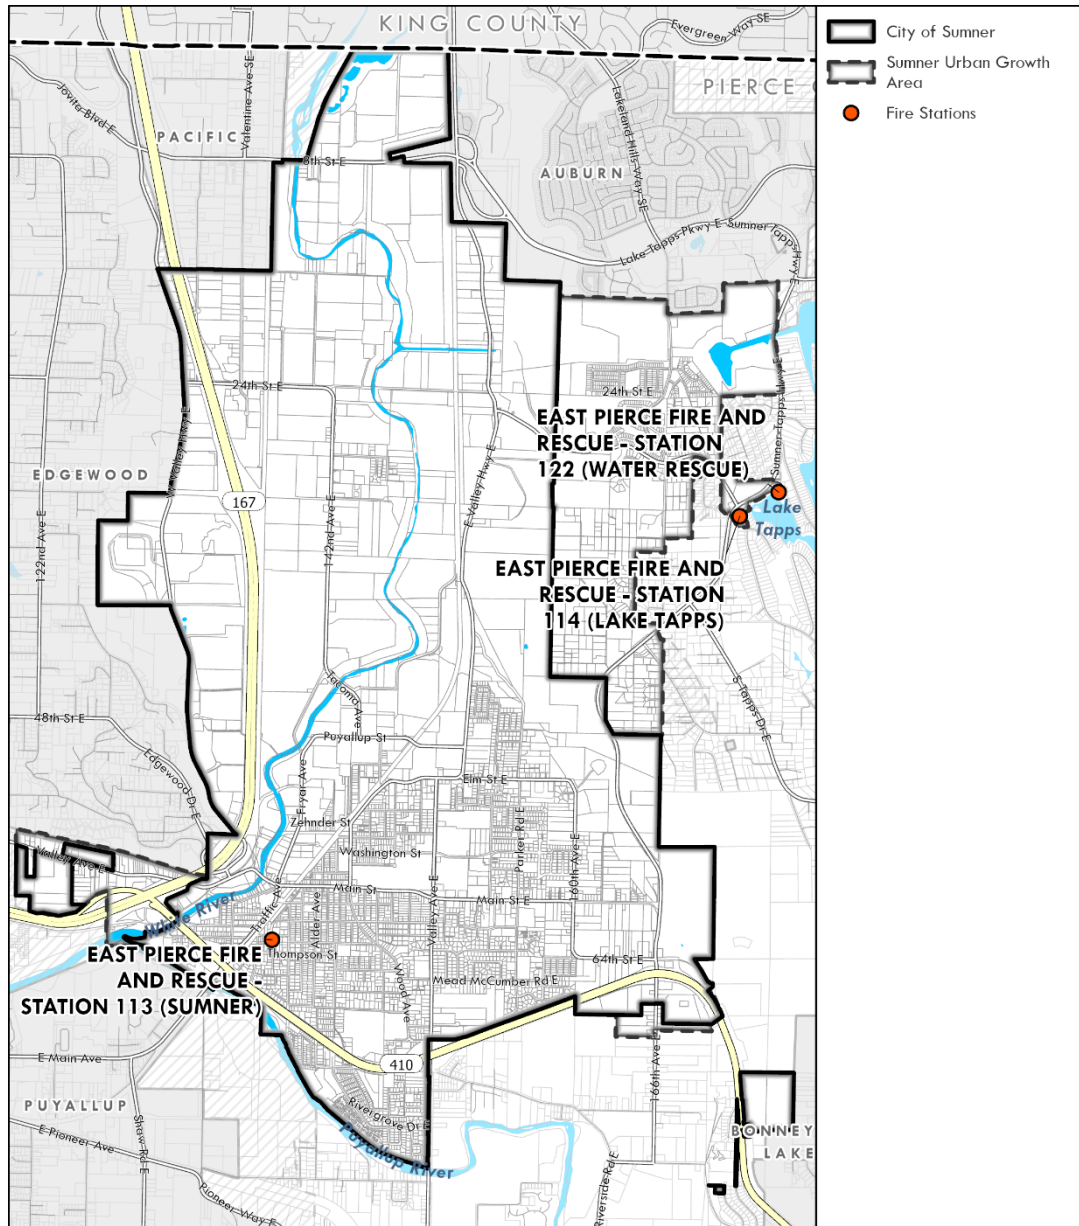 KING COUNTY
Evergreen Way SE
City of Sumner
Sumner Urban Growth
Area
Fire Stations
PIERCE C
Jovita Blvd E
Valentine Ave SE
PACIFIC
Lakeland Hills Way SE
8th St E
AUBURN
Lake Tapps Pkwy E
Sumner Tapps Hwy E
24th St E
24th St E
W Valley Hwy E
E Valley Hwy E
Sumner-Tapps Hwy E
EAST PIERCE FIRE AND
RESCUE - STATION
122 (WATER RESCUE)
EDGEWOOD
167
122nd Ave E
142nd Ave E
Lake
Tapps
EAST PIERCE FIRE AND
RESCUE - STATION
114 (LAKE TAPPS)
Tacoma Ave
S Tapps Dr E
48th St E
Edgewood Dr E
Puyallup St
Fryar Ave
Elm St E
Zehnder St
Parker Rd E
160th Ave E
Washington St
Valley Ave E
Main St
Main St E
Valley Ave E
White River
Traffic Ave
Alder Ave
Thompson St
64th St E
Wood Ave
Mead McCumber Rd E
EAST PIERCE FIRE
AND RESCUE -
STATION 113 (SUMNER)
E Main Ave
410
166th Ave E
PUYALLUP
Rivergrove Dr E
Shaw Rd E
E Pioneer Ave
Puyallup River
BONNEY
LAKE
Pioneer Way E
Riverside Rd E